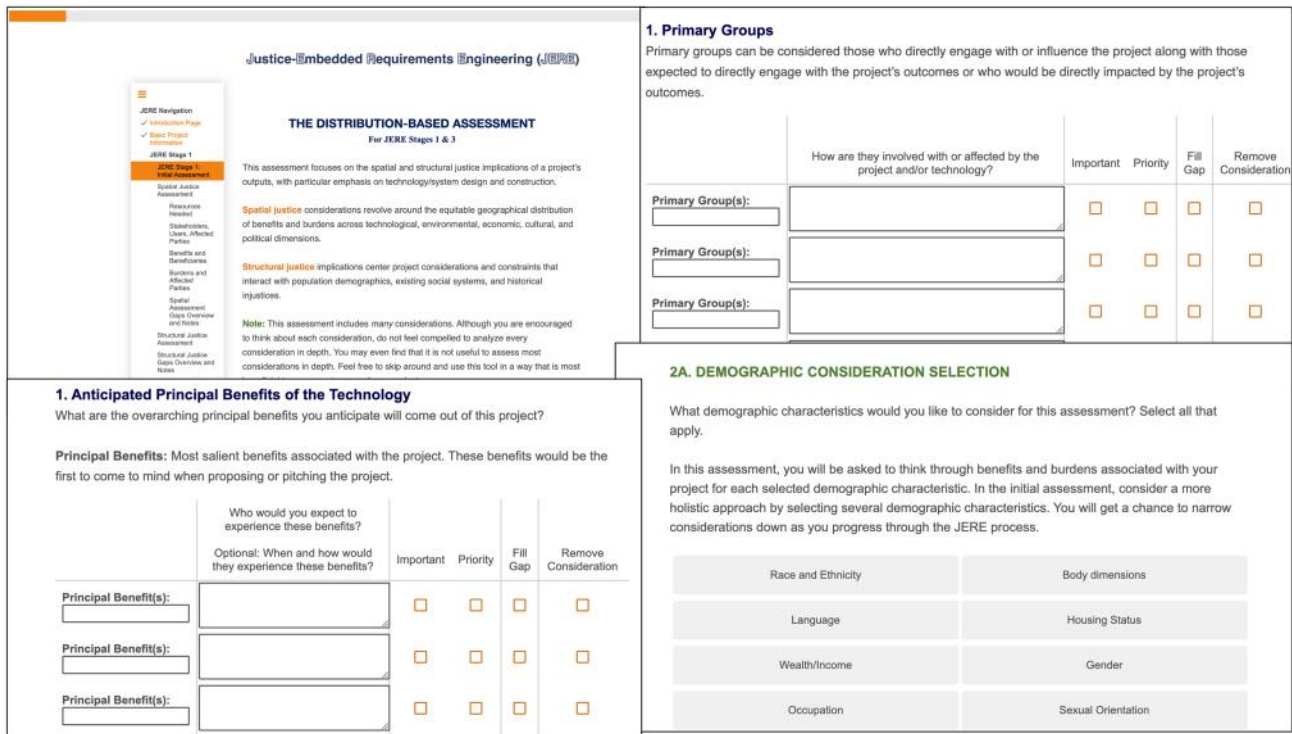 Justice-Embedded Requirements Engineering (JERE)
JERE Navigation
✓ Introduction Page
✓ Basic Project
Information
JERE Stage 1
JERE Stage 1:
Initial Assessment
Spatial Justice
Assessment
Resources
Needed
Stakeholders,
Users, Affected
Parties
Benefits and
Beneficiaries
Burdens and
Affected
Parties
Spatial
Assessment
Gaps Overview
and Notes
Structural Justice
Assessment
Structural Justice
Gaps Overview and
Notes
THE DISTRIBUTION-BASED ASSESSMENT
For JERE Stages 1 & 3
This assessment focuses on the spatial and structural justice implications of a project's
outputs, with particular emphasis on technology/system design and construction.
Spatial justice considerations revolve around the equitable geographical distribution
of benefits and burdens across technological, environmental, economic, cultural, and
political dimensions.
Structural justice implications center project considerations and constraints that
interact with population demographics, existing social systems, and historical
injustices.
Note: This assessment includes many considerations. Although you are encouraged
to think about each consideration, do not feel compelled to analyze every
consideration in depth. You may even find that it is not useful to assess most
considerations in depth. Feel free to skip around and use this tool in a way that is most
1. Primary Groups
Primary groups can be considered those who directly engage with or influence the project along with those
expected to directly engage with the project's outcomes or who would be directly impacted by the project's
outcomes.
How are they involved with or affected by the
project and/or technology?
Important
Priority
Fill
Gap
Remove
Consideration
Primary Group(s):
Primary Group(s):
Primary Group(s):
1. Anticipated Principal Benefits of the Technology
What are the overarching principal benefits you anticipate will come out of this project?
Principal Benefits: Most salient benefits associated with the project. These benefits would be the
first to come to mind when proposing or pitching the project.
Who would you expect to
experience these benefits?
Optional: When and how would
they experience these benefits?
Important
Priority
Fill
Gap
Remove
Consideration
Principal Benefit(s):
Principal Benefit(s):
Principal Benefit(s):
2A. DEMOGRAPHIC CONSIDERATION SELECTION
What demographic characteristics would you like to consider for this assessment? Select all that
apply.
In this assessment, you will be asked to think through benefits and burdens associated with your
project for each selected demographic characteristic. In the initial assessment, consider a more
holistic approach by selecting several demographic characteristics. You will get a chance to narrow
considerations down as you progress through the JERE process.
Race and Ethnicity
Body dimensions
Language
Housing Status
Wealth/Income
Gender
Occupation
Sexual Orientation